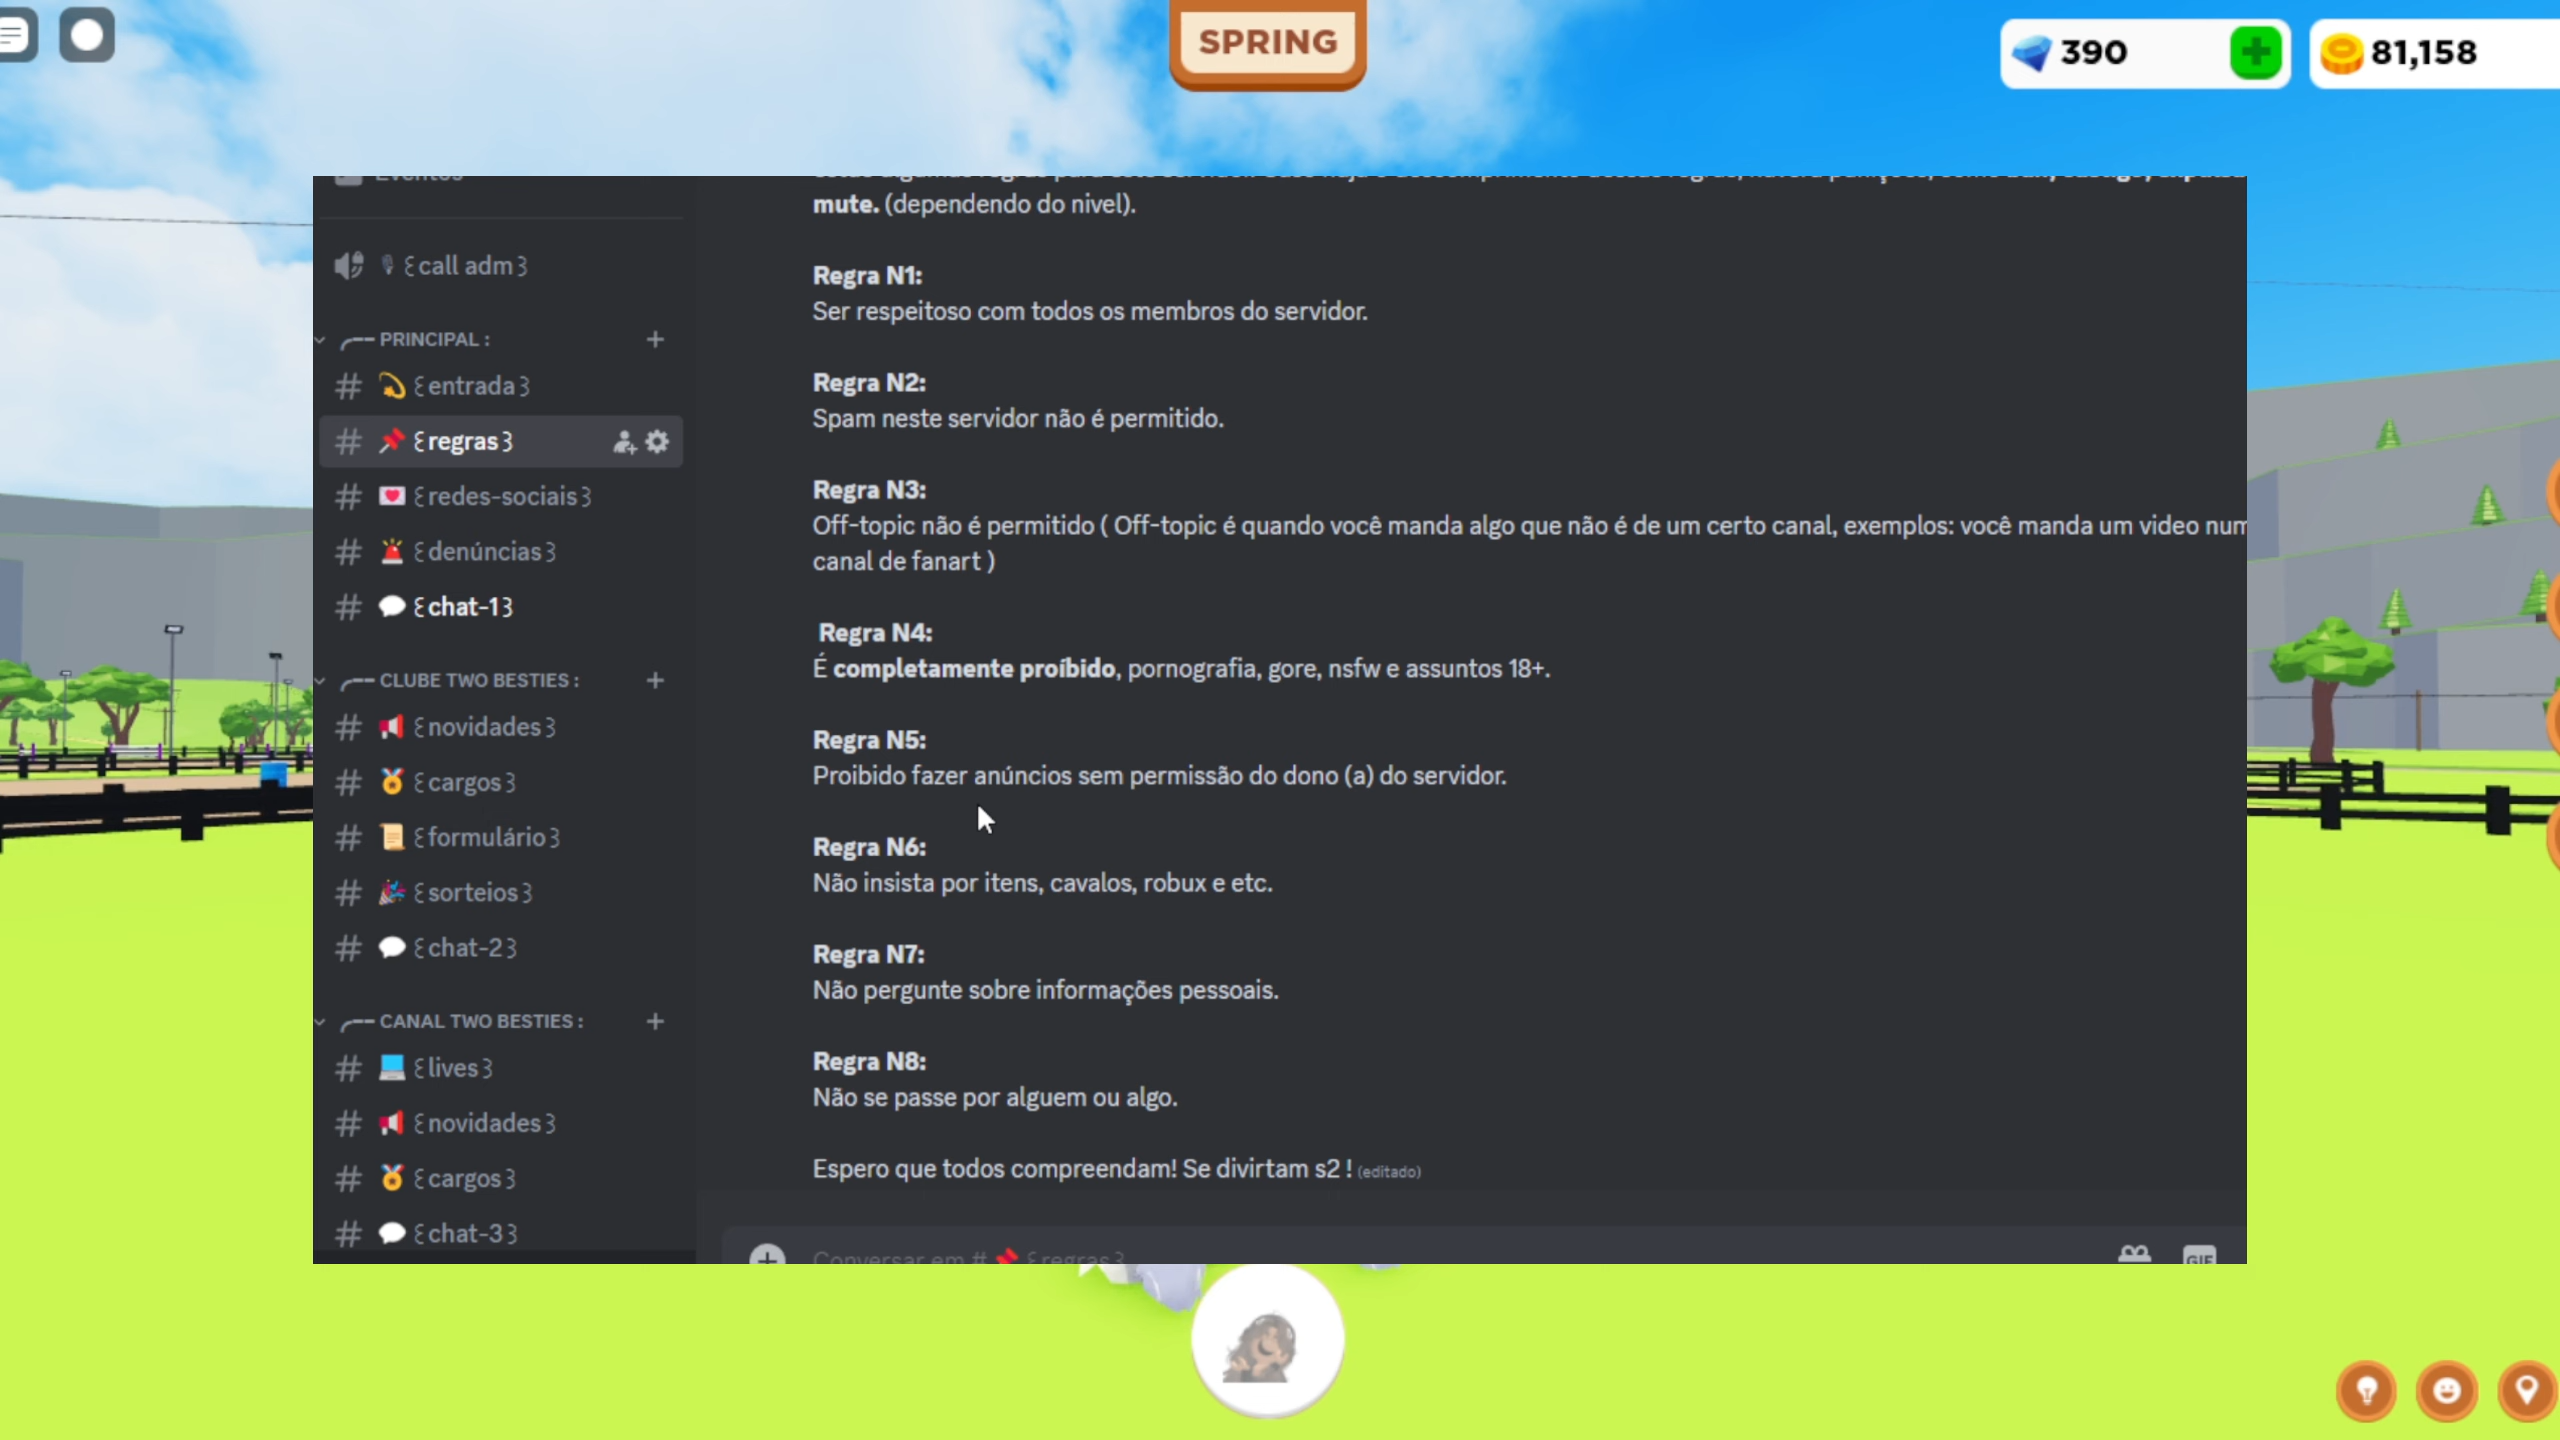 SPRING
390
81,158
Eventos
mute. (dependendo do nivel).
call adm
PRINCIPAL :
entrada
regras
redes-sociais
denúncias
chat-1
CLUBE TWO BESTIES :
novidades
cargos
formulário
sorteios
chat-2
CANAL TWO BESTIES :
lives
novidades
cargos
chat-3
Regra N1:
Ser respeitoso com todos os membros do servidor.
Regra N2:
Spam neste servidor não é permitido.
Regra N3:
Off-topic não é permitido ( Off-topic é quando você manda algo que não é de um certo canal, exemplos: você manda um video num
canal de fanart )
Regra N4:
É completamente proíbido, pornografia, gore, nsfw e assuntos 18+.
Regra N5:
Proibido fazer anúncios sem permissão do dono (a) do servidor.
Regra N6:
Não insista por itens, cavalos, robux e etc.
Regra N7:
Não pergunte sobre informações pessoais.
Regra N8:
Não se passe por alguem ou algo.
Espero que todos compreendam! Se divirtam s2 ! (editado)
Conversar em # regras
GIF